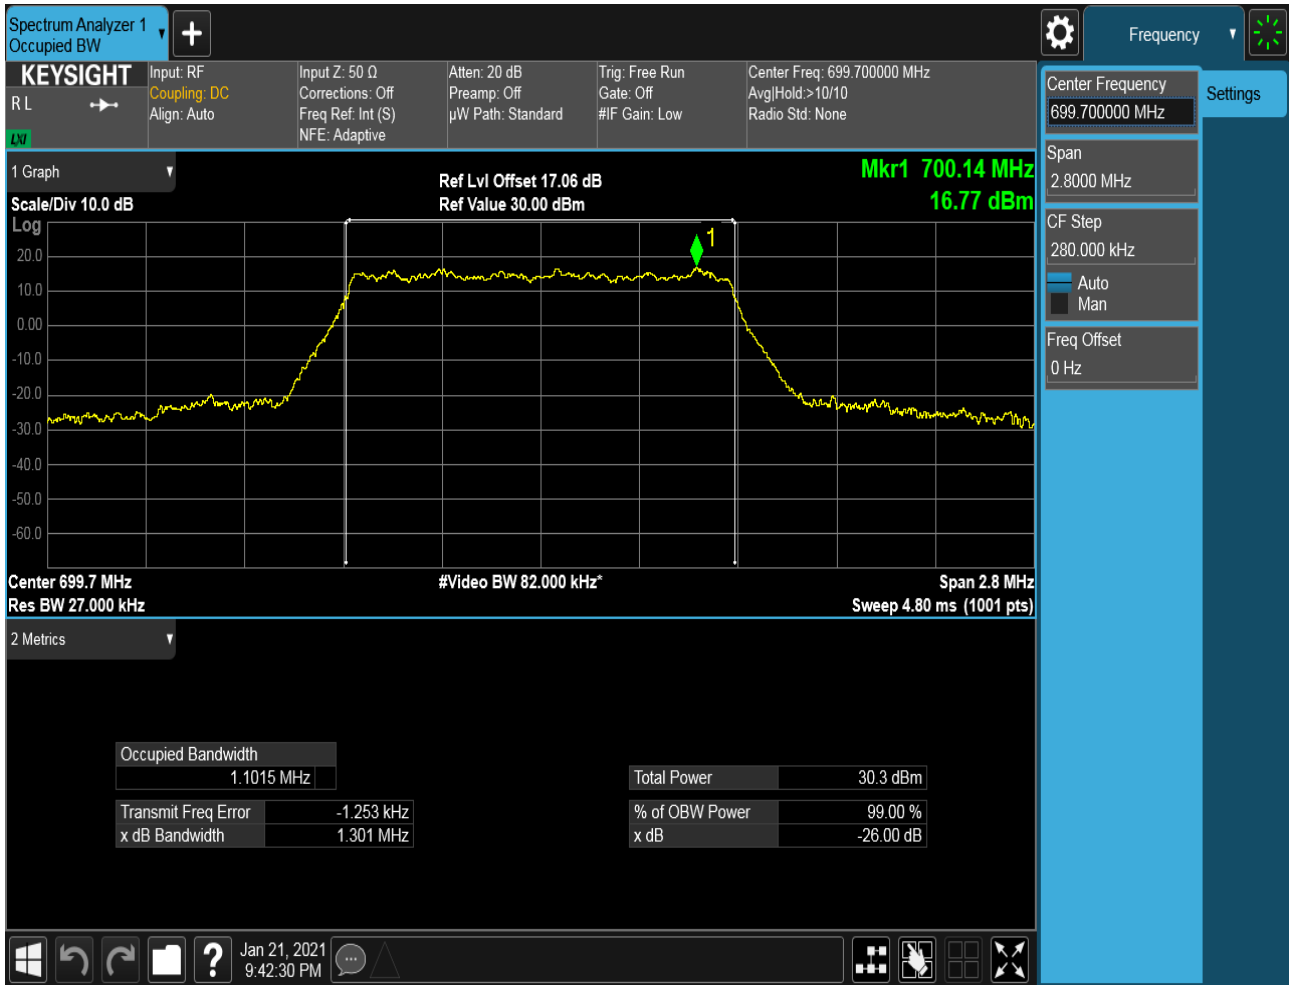 Spectrum Analyzer 1
Occupied BW
Frequency
KEYSIGHT
R L
LXI
Input: RF
Coupling: DC
Align: Auto
Input Z: 50 Ω
Corrections: Off
Freq Ref: Int (S)
NFE: Adaptive
Atten: 20 dB
Preamp: Off
µW Path: Standard
Trig: Free Run
Gate: Off
#IF Gain: Low
Center Freq: 699.700000 MHz
Avg|Hold:>10/10
Radio Std: None
Center Frequency
699.700000 MHz
Settings
Span
2.8000 MHz
CF Step
280.000 kHz
Auto
Man
Freq Offset
0 Hz
1 Graph
Scale/Div 10.0 dB
Ref Lvl Offset 17.06 dB
Ref Value 30.00 dBm
Mkr1 700.14 MHz
16.77 dBm
Log
1
20.0
10.0
0.00
-10.0
-20.0
-30.0
-40.0
-50.0
-60.0
Center 699.7 MHz
#Video BW 82.000 kHz*
Span 2.8 MHz
Res BW 27.000 kHz
Sweep 4.80 ms (1001 pts)
2 Metrics
Occupied Bandwidth
1.1015 MHz
Transmit Freq Error -1.253 kHz
x dB Bandwidth 1.301 MHz
Total Power 30.3 dBm
% of OBW Power 99.00 %
x dB -26.00 dB
?
Jan 21, 2021
9:42:30 PM